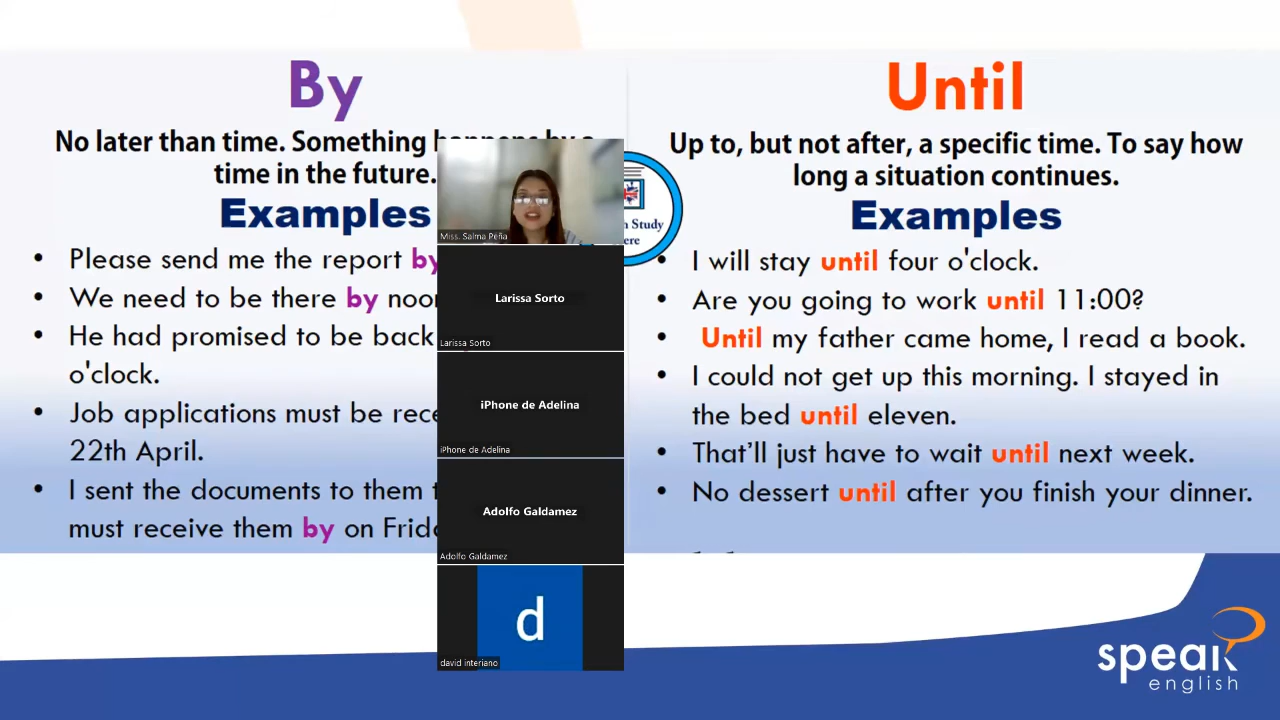 By
No later than time. Something happens by a
time in the future.
Examples
• Please send me the report by
• We need to be there by noon
• He had promised to be back
o'clock.
• Job applications must be
22th April.
• I sent the documents to them
must receive them by on
Until
Up to, but not after, a specific time. To say how
long a situation continues.
Examples
• I will stay until four o'clock.
• Are you going to work until 11:00?
• Until my father came home, I read a book.
• I could not get up this morning. I stayed in
the bed until eleven.
• That'll just have to wait until next week.
• No dessert until after you finish your dinner.
Study
Miss. Salma Peña
Larissa Sorto
Larissa Sorto
iPhone de Adelina
iPhone de Adelina
Adolfo Galdamez
Adolfo Galdamez
d
david interiano
speak
english